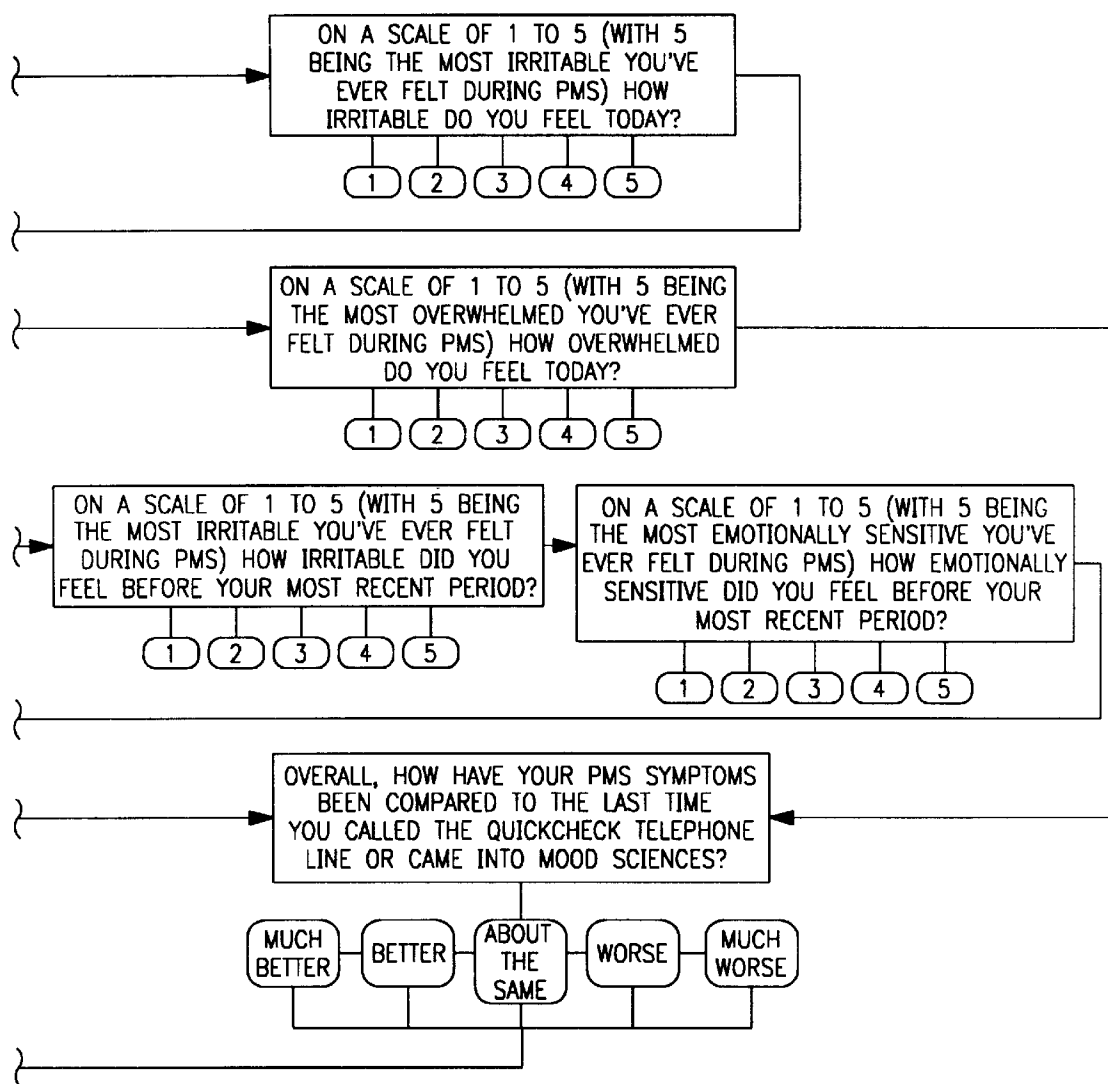 ON A SCALE OF 1 TO 5 (WITH 5
BEING THE MOST IRRITABLE YOU'VE
EVER FELT DURING PMS) HOW
IRRITABLE DO YOU FEEL TODAY?
1 2 3 4 5
ON A SCALE OF 1 TO 5 (WITH 5 BEING
THE MOST OVERWHELMED YOU'VE EVER
FELT DURING PMS) HOW OVERWHELMED
DO YOU FEEL TODAY?
1 2 3 4 5
ON A SCALE OF 1 TO 5 (WITH 5 BEING
THE MOST IRRITABLE YOU'VE EVER FELT
DURING PMS) HOW IRRITABLE DID YOU
FEEL BEFORE YOUR MOST RECENT PERIOD?
1 2 3 4 5
ON A SCALE OF 1 TO 5 (WITH 5 BEING
THE MOST EMOTIONALLY SENSITIVE YOU'VE
EVER FELT DURING PMS) HOW EMOTIONALLY
SENSITIVE DID YOU FEEL BEFORE YOUR
MOST RECENT PERIOD?
1 2 3 4 5
OVERALL, HOW HAVE YOUR PMS SYMPTOMS
BEEN COMPARED TO THE LAST TIME
YOU CALLED THE QUICKCHECK TELEPHONE
LINE OR CAME INTO MOOD SCIENCES?
MUCH
BETTER
BETTER
ABOUT
THE
SAME
WORSE
MUCH
WORSE